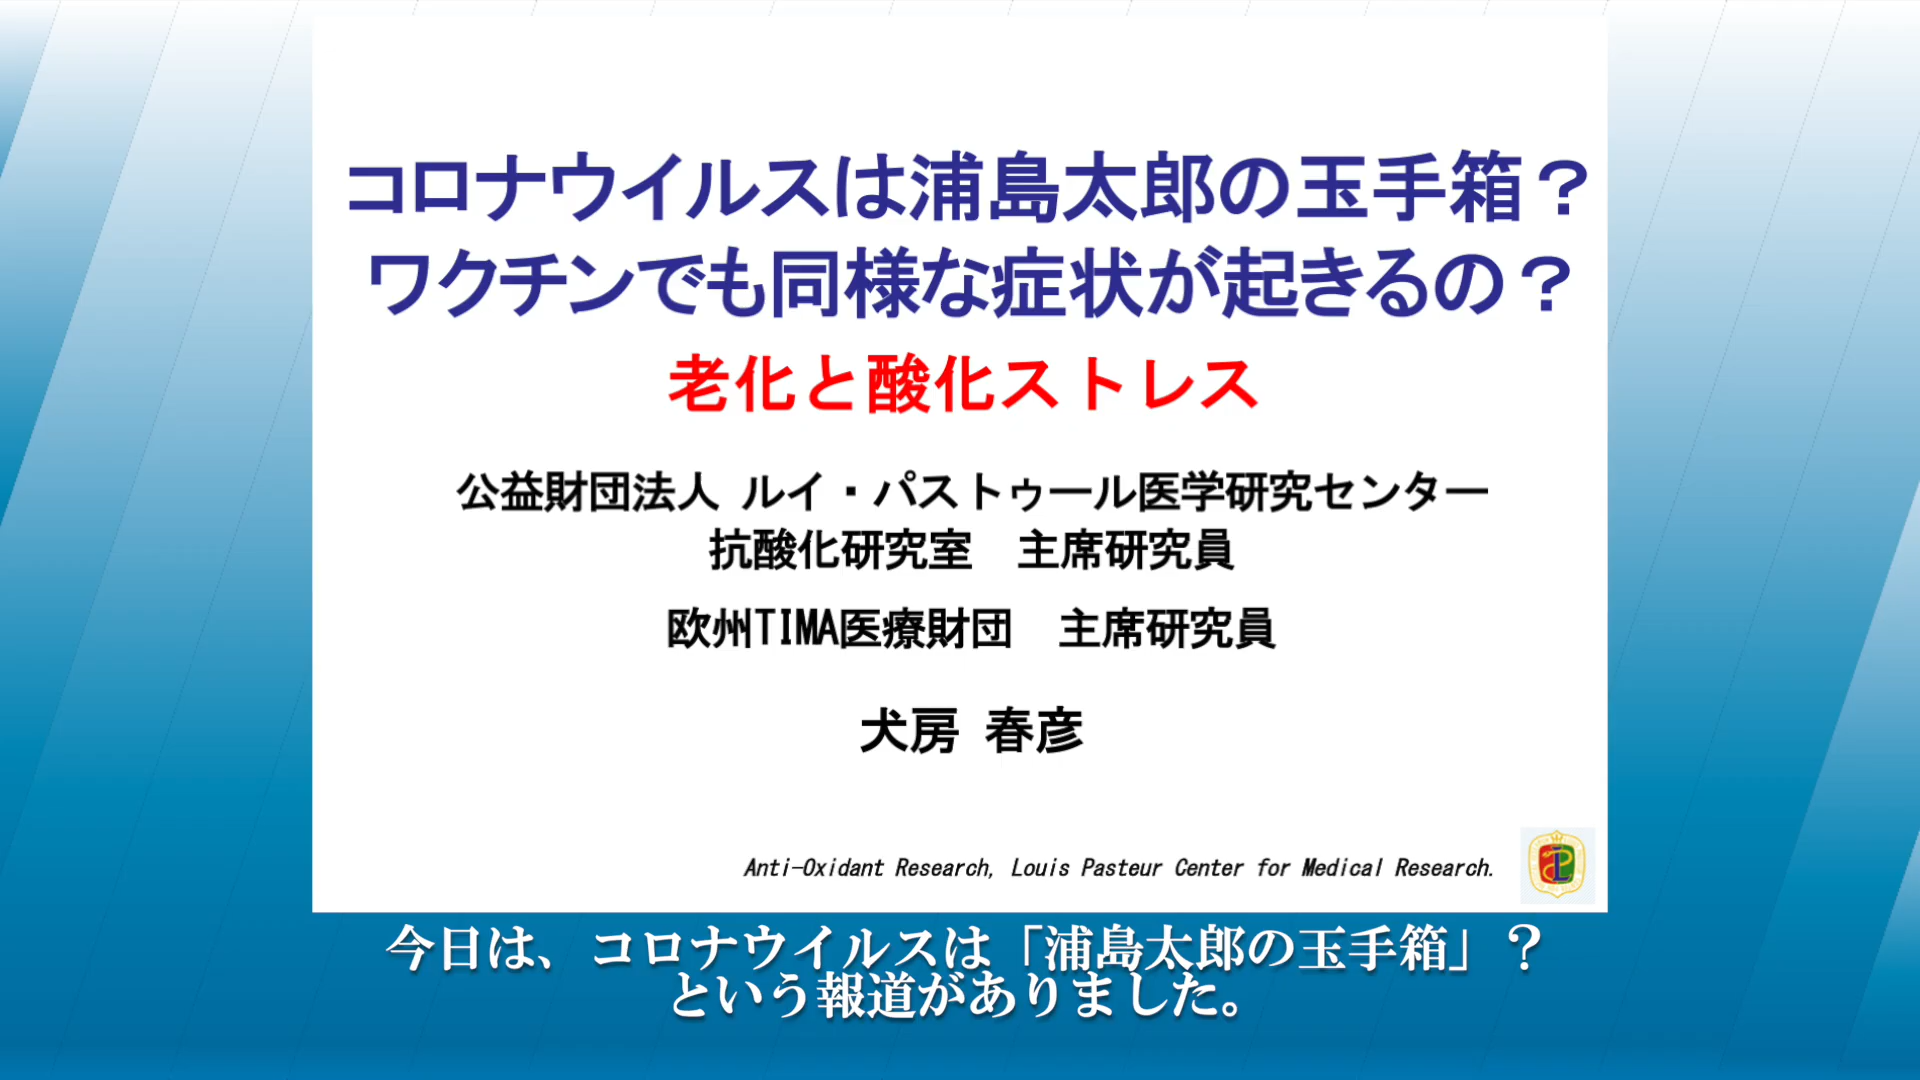 コロナウイルスは浦島太郎の玉手箱？
ワクチンでも同様な症状が起きるの？
老化と酸化ストレス
公益財団法人 ルイ・パストゥール医学研究センター
抗酸化研究室　主席研究員
欧州TIMA医療財団　主席研究員
犬房 春彦
Anti-Oxidant Research, Louis Pasteur Center for Medical Research.
今日は、コロナウイルスは「浦島太郎の玉手箱」？
という報道がありました。